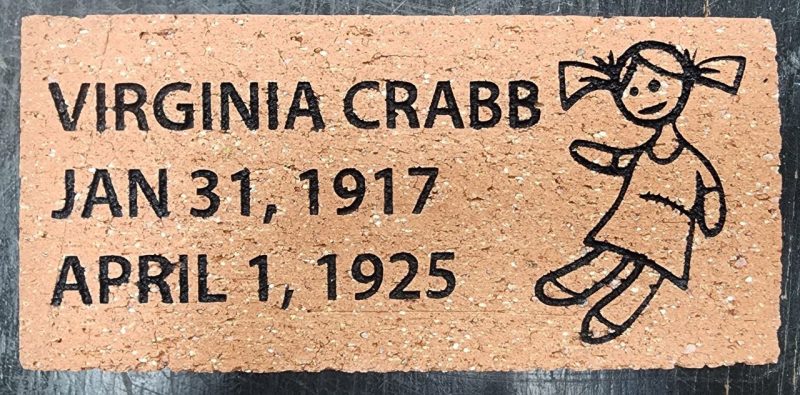 VIRGINIA CRABB
JAN 31, 1917
APRIL 1, 1925